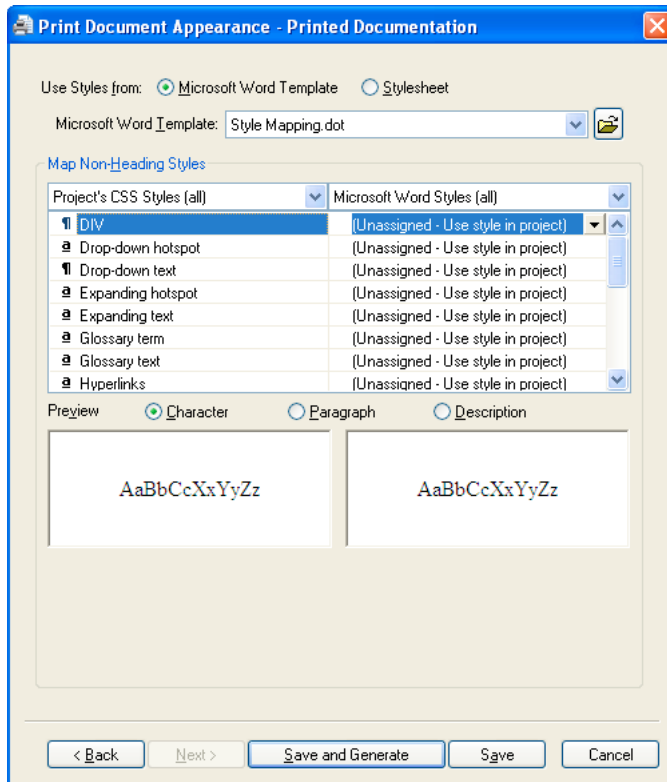 Print Document Appearance - Printed Documentation
Use Styles from: Microsoft Word Template Stylesheet
Microsoft Word Template: Style Mapping.dot
Map Non-Heading Styles
Project's CSS Styles (all) Microsoft Word Styles (all)
¶ DIV (Unassigned - Use style in project)
a Drop-down hotspot (Unassigned - Use style in project)
¶ Drop-down text (Unassigned - Use style in project)
a Expanding hotspot (Unassigned - Use style in project)
a Expanding text (Unassigned - Use style in project)
a Glossary term (Unassigned - Use style in project)
a Glossary text (Unassigned - Use style in project)
a Hyperlinks (Unassigned - Use style in project)
Preview Character Paragraph Description
AaBbCcXxYyZz AaBbCcXxYyZz
< Back Next > Save and Generate Save Cancel